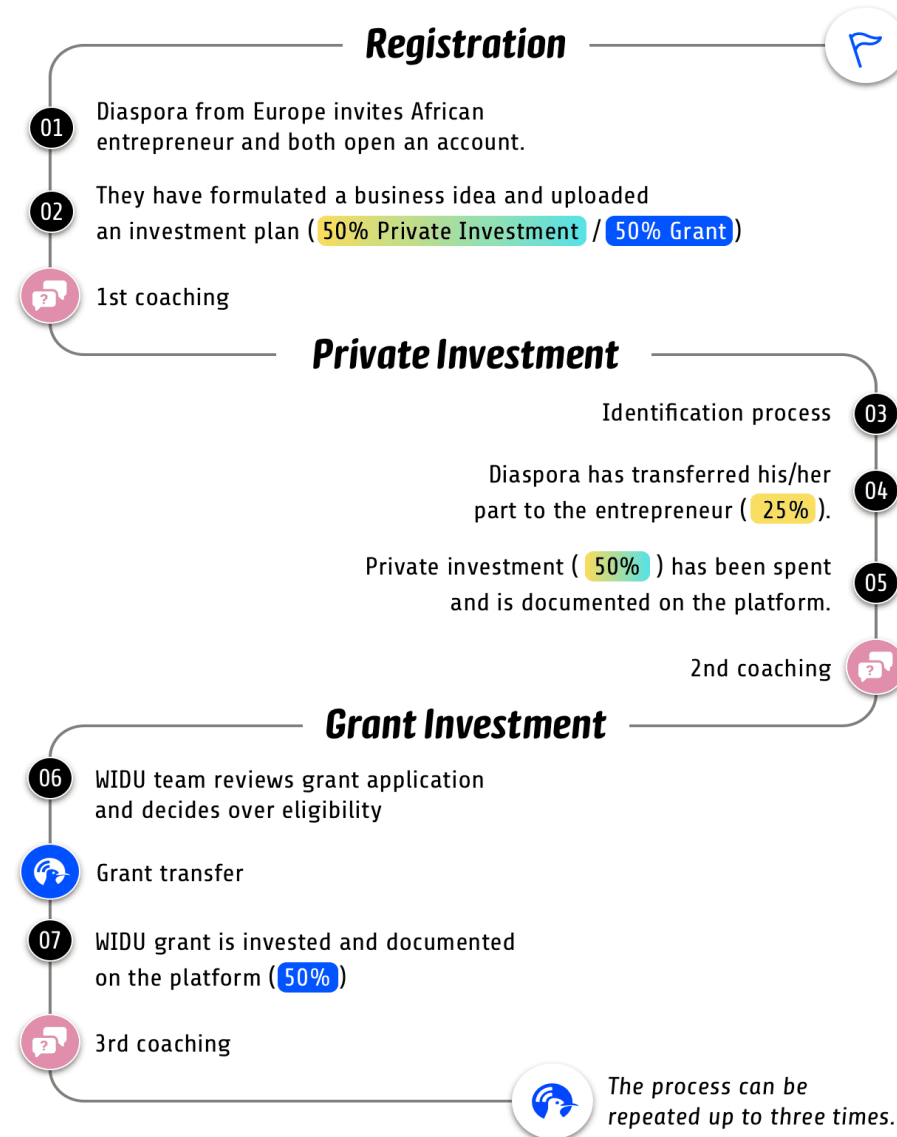 Registration
01
Diaspora from Europe invites African
entrepreneur and both open an account.
02
They have formulated a business idea and uploaded
an investment plan ( 50% Private Investment / 50% Grant)
?
1st coaching
Private Investment
Identification process
03
Diaspora has transferred his/her
part to the entrepreneur ( 25% ).
04
Private investment ( 50% ) has been spent
and is documented on the platform.
05
2nd coaching
?
Grant Investment
06
WIDU team reviews grant application
and decides over eligibility
Grant transfer
07
WIDU grant is invested and documented
on the platform (50%)
?
3rd coaching
The process can be
repeated up to three times.